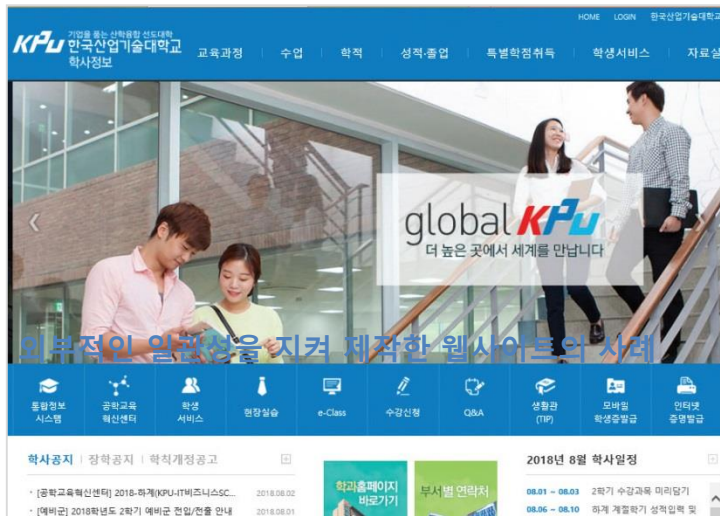 HOME LOGIN 한국산업기술대학
기업을 품는 산학융합 선도대학
KPU 한국산업기술대학교
학사정보
교육과정 수업 학적 성적·졸업 특별학점취득 학생서비스 자료실
global KPU
더 높은 곳에서 세계를 만납니다
외부적인 일관성을 지켜 제작한 웹사이트의 사례
통합정보 시스템
공학교육 혁신센터
학생 서비스
현장실습
e-Class
수강신청
Q&A
생활관 (TIP)
모바일 학생증발급
인터넷 증명발급
학사공지 장학공지 학칙개정공고
[공학교육혁신센터] 2018-하계(KPU-IT비즈니스SC... 2018.08.02
[예비군] 2018학년도 2학기 예비군 전입/전출 안내 2018.08.01
학과홈페이지
바로가기
부서별 연락처
2018년 8월 학사일정
08.01 ~ 08.03 2학기 수강과목 미리담기
08.06 ~ 08.10 하계 계절학기 성적입력 및